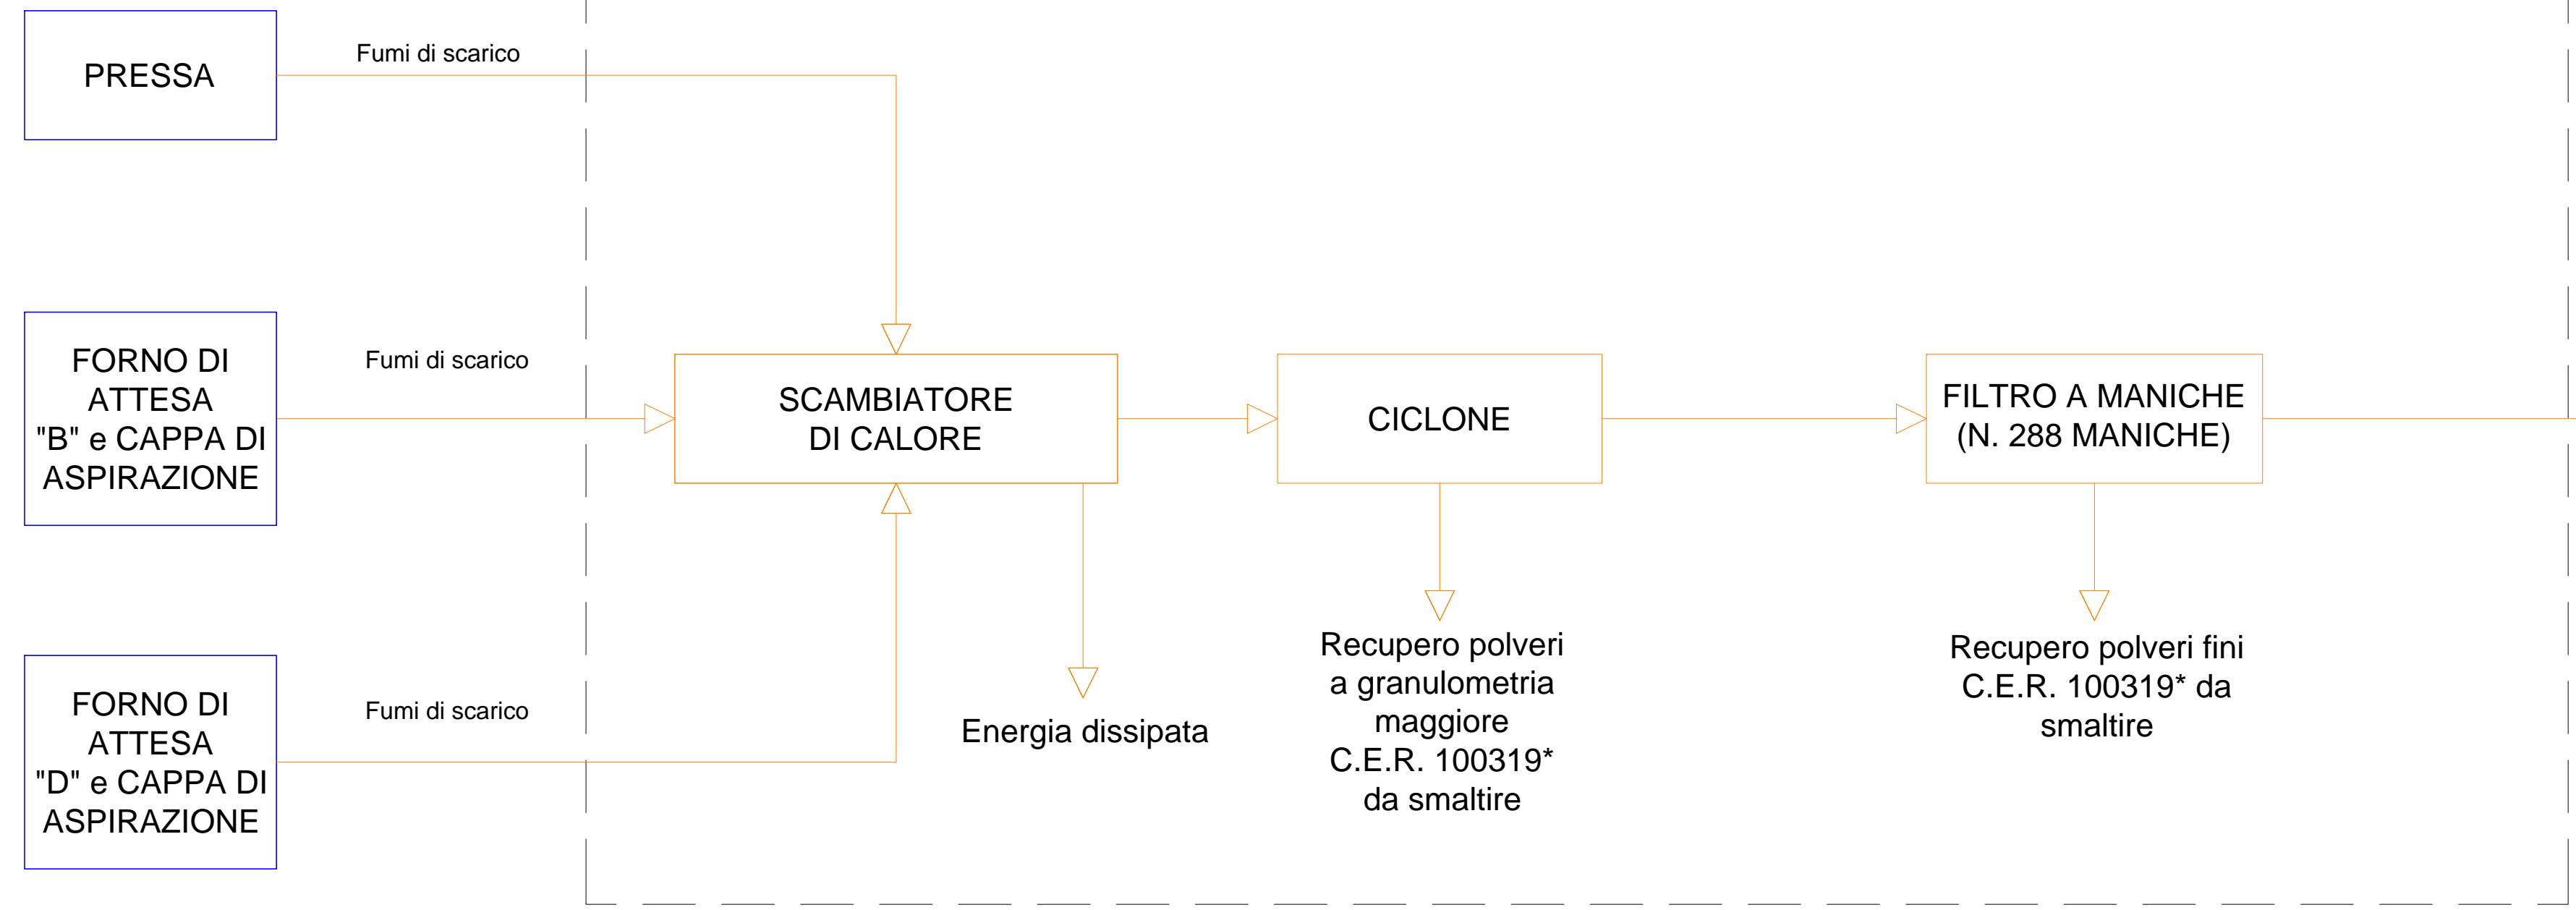 PRESSA
Fumi di scarico
FORNO DI
ATTESA
"B" e CAPPA DI
ASPIRAZIONE
Fumi di scarico
SCAMBIATORE
DI CALORE
CICLONE
FILTRO A MANICHE
(N. 288 MANICHE)
FORNO DI
ATTESA
"D" e CAPPA DI
ASPIRAZIONE
Fumi di scarico
Energia dissipata
Recupero polveri
a granulometria
maggiore
C.E.R. 100319*
da smaltire
Recupero polveri fini
C.E.R. 100319* da
smaltire